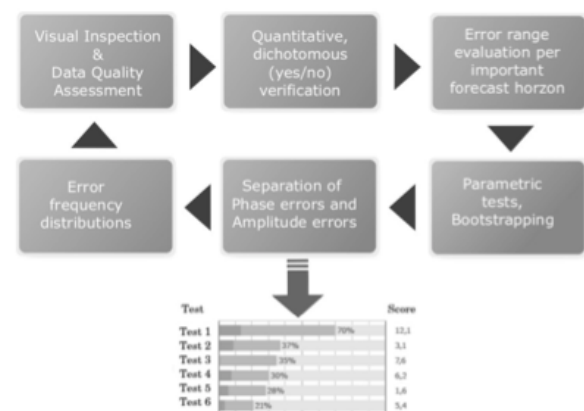 Visual Inspection
&
Data Quality
Assessment
Quantitative,
dichotomous
(yes/no)
verification
Error range
evaluation per
important
forecast horzon
Error
frequency
distributions
Separation of
Phase errors and
Amplitude errors
Parametric
tests,
Bootstrapping
Test Score
Test 1 70% 12,1
Test 2 37% 3,1
Test 3 35% 7,6
Test 4 30% 6,2
Test 5 28% 1,6
Test 6 21% 5,4